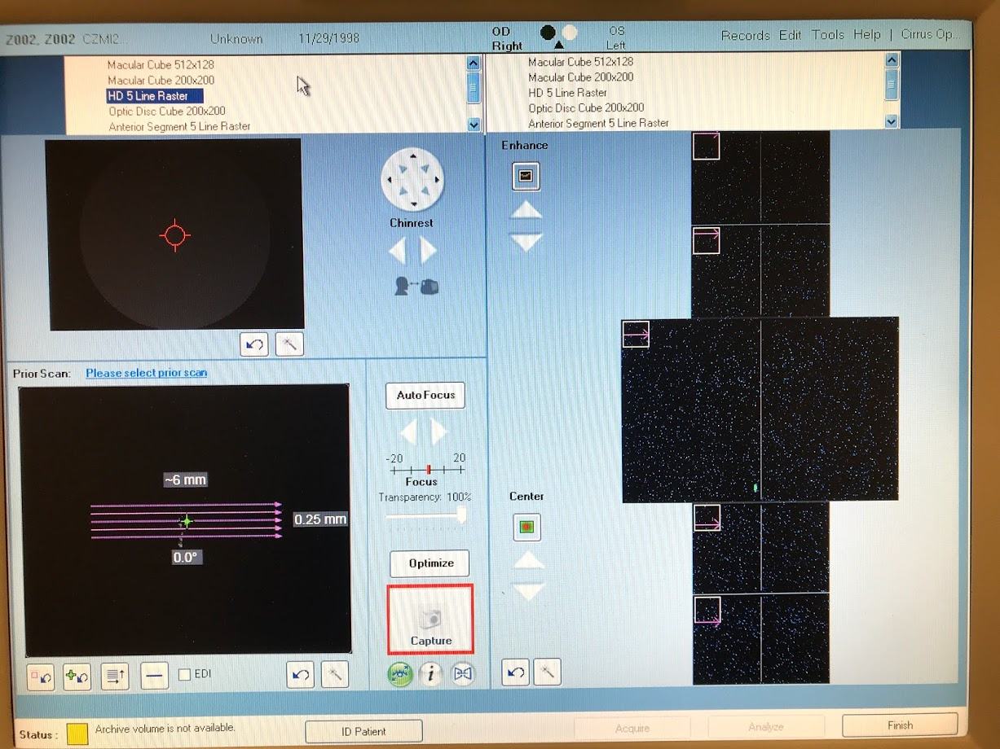 Z002, Z002 CZMI2... Unknown 11/29/1998 OD Right OS Left Records Edit Tools Help | Cirrus Op...
Macular Cube 512x128
Macular Cube 200x200
HD 5 Line Raster
Optic Disc Cube 200x200
Anterior Segment 5 Line Raster
Macular Cube 512x128
Macular Cube 200x200
HD 5 Line Raster
Optic Disc Cube 200x200
Anterior Segment 5 Line Raster
Chinrest
Enhance
Prior Scan: Please select prior scan
~6 mm
0.25 mm
0.0°
Auto Focus
-20 20
Focus
Transparency: 100%
Optimize
Capture
Center
EDI
i
Status : Archive volume is not available. ID Patient Acquire Analyze Finish